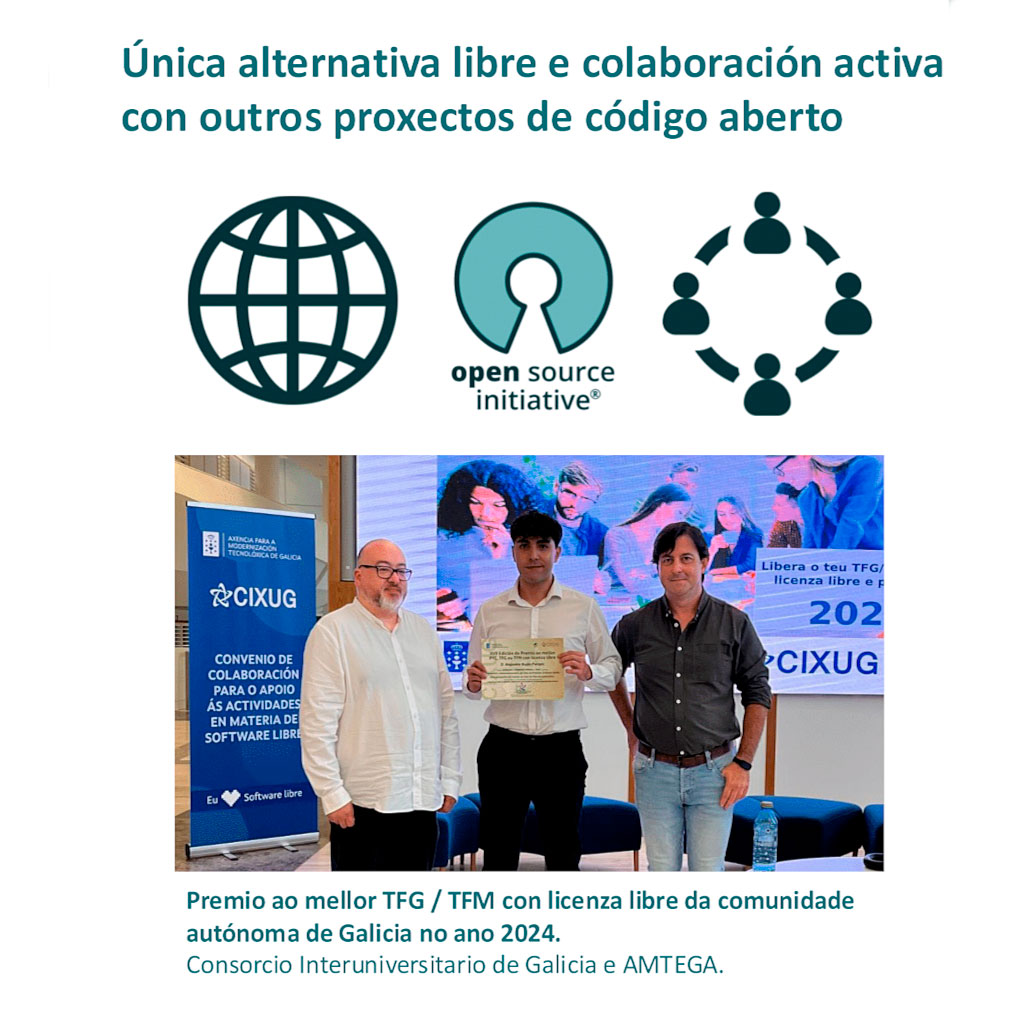 Única alternativa libre e colaboración activa
con outros proxectos de código aberto
open source
initiative®
AXENCIA PARA A
MODERNIZACIÓN
TECNOLÓXICA DE GALICIA
CIXUG
CONVENIO DE
COLABORACIÓN
PARA O APOIO
ÁS ACTIVIDADES
EN MATERIA DE
SOFTWARE LIBRE
Eu Software libre
Libera o teu TFG/
licenza libre e p
202
CIXUG
Premio ao mellor TFG / TFM con licenza libre da comunidade
autónoma de Galicia no ano 2024.
Consorcio Interuniversitario de Galicia e AMTEGA.